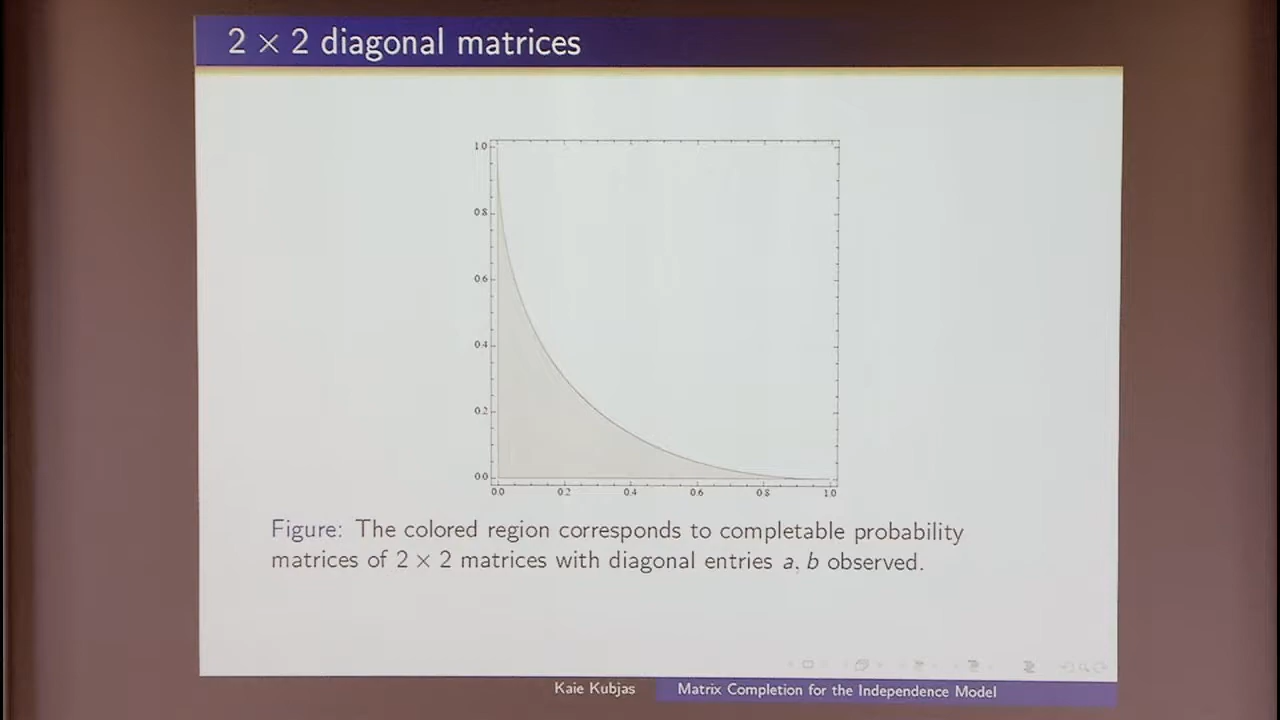 2 × 2 diagonal matrices
1.0
0.8
0.6
0.4
0.2
0.0
0.0 0.2 0.4 0.6 0.8 1.0
Figure: The colored region corresponds to completable probability
matrices of 2 × 2 matrices with diagonal entries a, b observed.
Kaie Kubjas Matrix Completion for the Independence Model